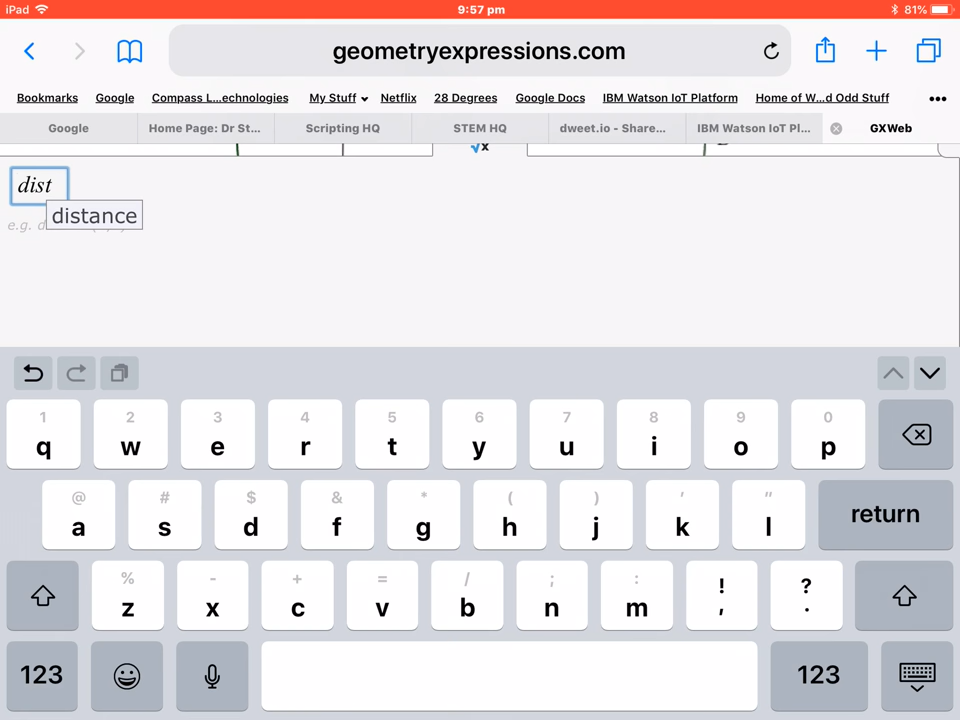 iPad 9:57 pm 81%
geometryexpressions.com
Bookmarks Google Compass L...echnologies My Stuff Netflix 28 Degrees Google Docs IBM Watson IoT Platform Home of W...d Odd Stuff
Google Home Page: Dr St... Scripting HQ STEM HQ dweet.io - Share... IBM Watson IoT Pl... GXWeb
√x
dist
distance
e.g. d
1 2 3 4 5 6 7 8 9 0
q w e r t y u i o p
@ # $ & * ( ) ' "
a s d f g h j k l return
% - + = / ; : ! ?
z x c v b n m , .
123 123